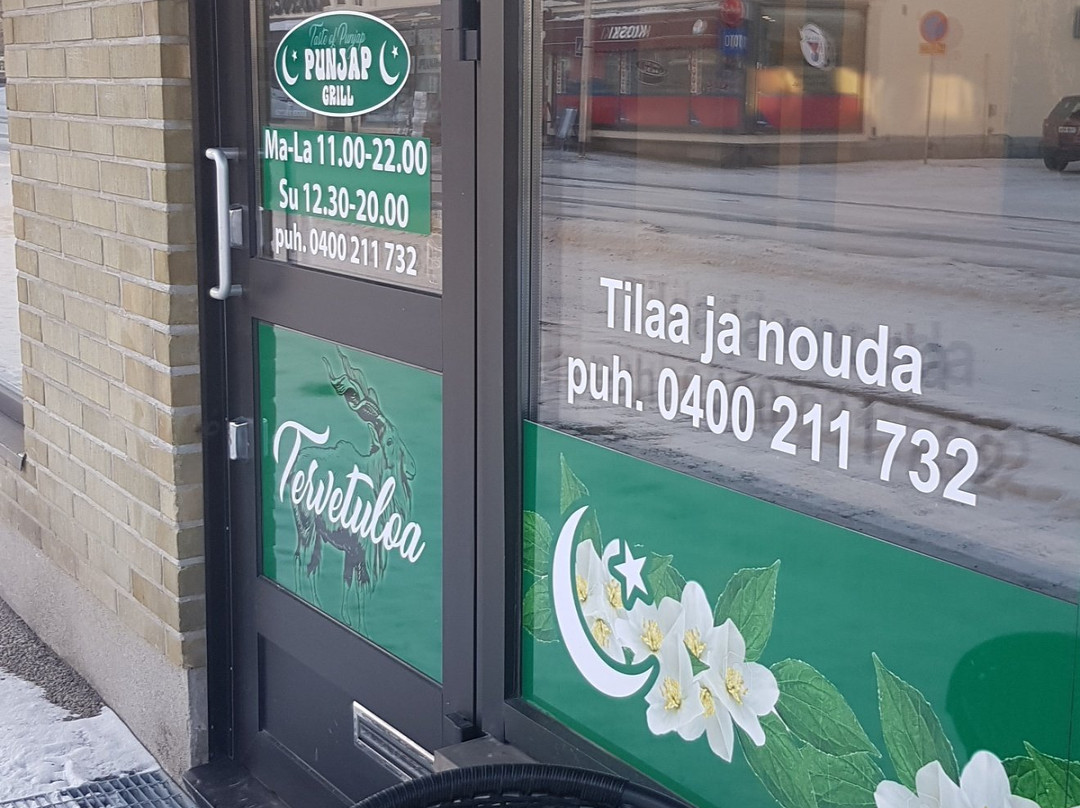 Taste of Punjap
PUNJAP
GRILL
Ma-La 11.00-22.00
Su 12.30-20.00
puh. 0400 211 732
Tervetuloa
Tilaa ja nouda
puh. 0400 211 732
KIOSKI